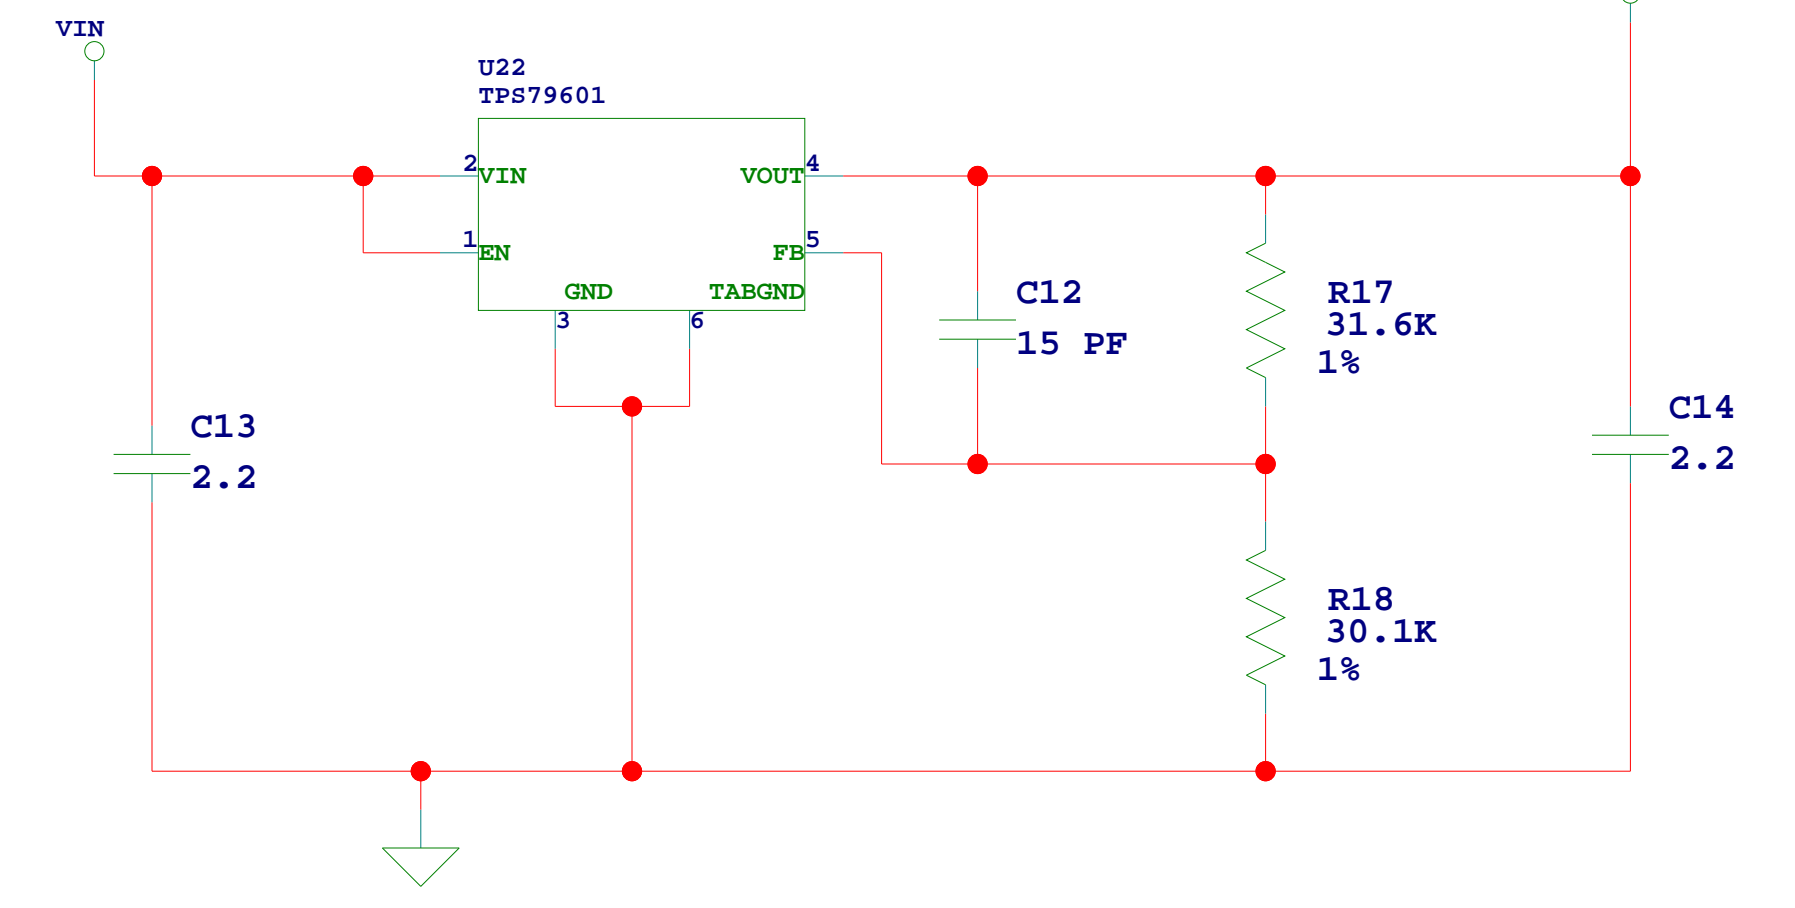 VIN
U22
TPS79601
2
VIN
VOUT
4
1
EN
FB
5
GND
TABGND
3
6
C12
15 PF
R17
31.6K
1%
C13
2.2
C14
2.2
R18
30.1K
1%